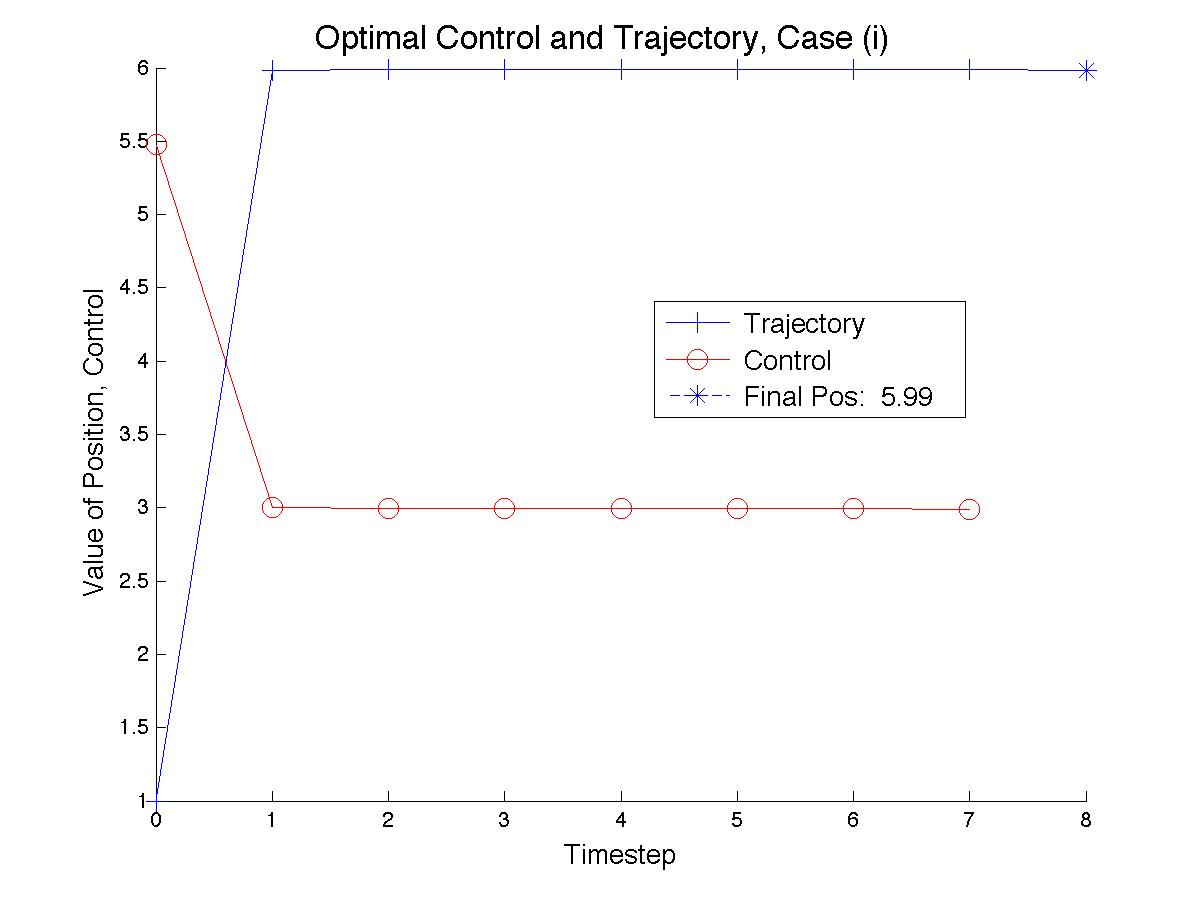 Optimal Control and Trajectory, Case (i)
Value of Position, Control
6
5.5
5
4.5
4
3.5
3
2.5
2
1.5
1
Trajectory
Control
Final Pos: 5.99
0 1 2 3 4 5 6 7 8
Timestep